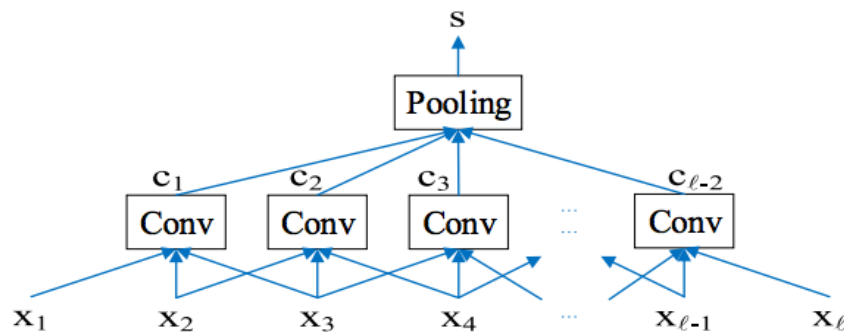 s
Pooling
c₁ c₂ c₃ cℓ₋₂
...
Conv Conv Conv ... Conv
x₁ x₂ x₃ x₄ ... xℓ₋₁ xℓ